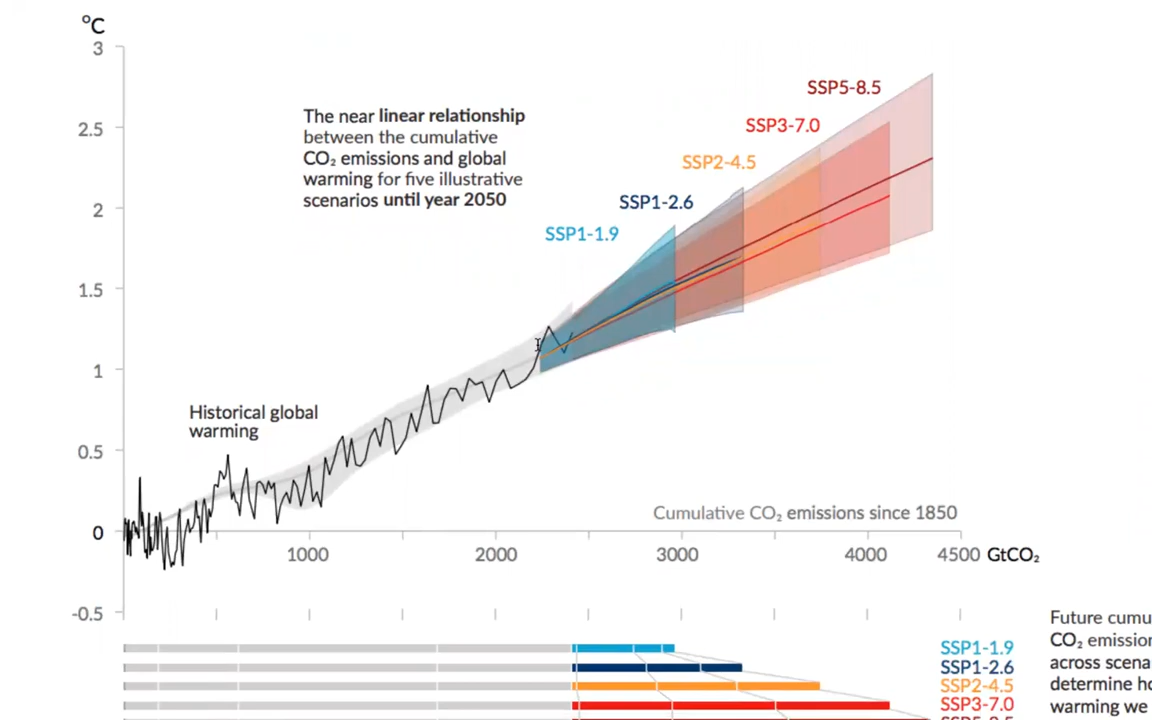 °C
3
SSP5-8.5
The near linear relationship
between the cumulative
CO₂ emissions and global
warming for five illustrative
scenarios until year 2050
2.5
SSP3-7.0
SSP2-4.5
2
SSP1-2.6
SSP1-1.9
1.5
1
Historical global
warming
0.5
Cumulative CO₂ emissions since 1850
0
1000
2000
3000
4000
4500 GtCO₂
-0.5
Future cumu
CO₂ emission
across scena
determine ho
warming we
SSP1-1.9
SSP1-2.6
SSP2-4.5
SSP3-7.0